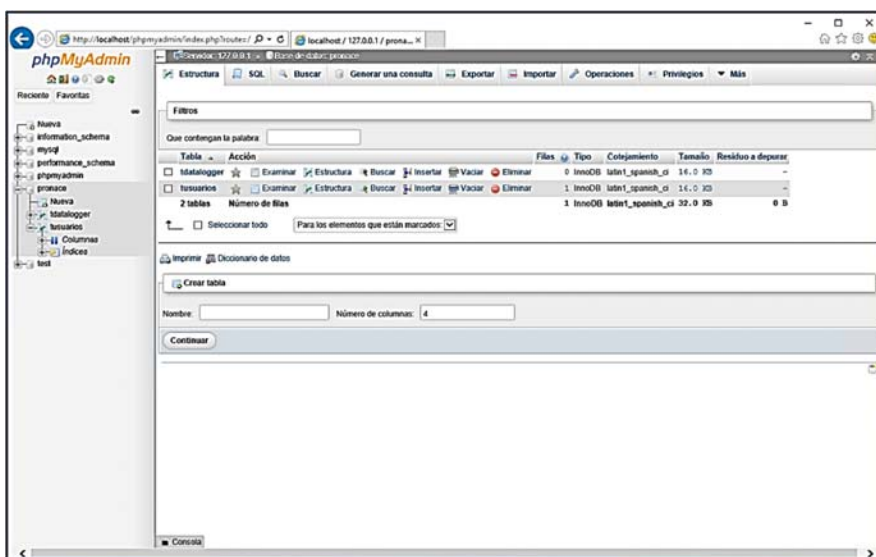 http://localhost/phpmyadmin/index.php?route=/
localhost / 127.0.0.1 / prona...
phpMyAdmin
Reciente Favoritas
Nueva
information_schema
mysql
performance_schema
phpmyadmin
pronace
Nueva
tdatalogger
tusuarios
Columnas
Índices
test
Servidor: 127.0.0.1 » Base de datos: pronace
Estructura SQL Buscar Generar una consulta Exportar Importar Operaciones Privilegios Más
Filtros
Que contengan la palabra:
Tabla Acción Filas Tipo Cotejamiento Tamaño Residuo a depurar
tdatalogger Examinar Estructura Buscar Insertar Vaciar Eliminar 0 InnoDB latin1_spanish_ci 16.0 KB -
tusuarios Examinar Estructura Buscar Insertar Vaciar Eliminar 1 InnoDB latin1_spanish_ci 16.0 KB -
2 tablas Número de filas 1 InnoDB latin1_spanish_ci 32.0 KB 0 B
Seleccionar todo Para los elementos que están marcados:
Imprimir Diccionario de datos
Crear tabla
Nombre: Número de columnas: 4
Continuar
Consola